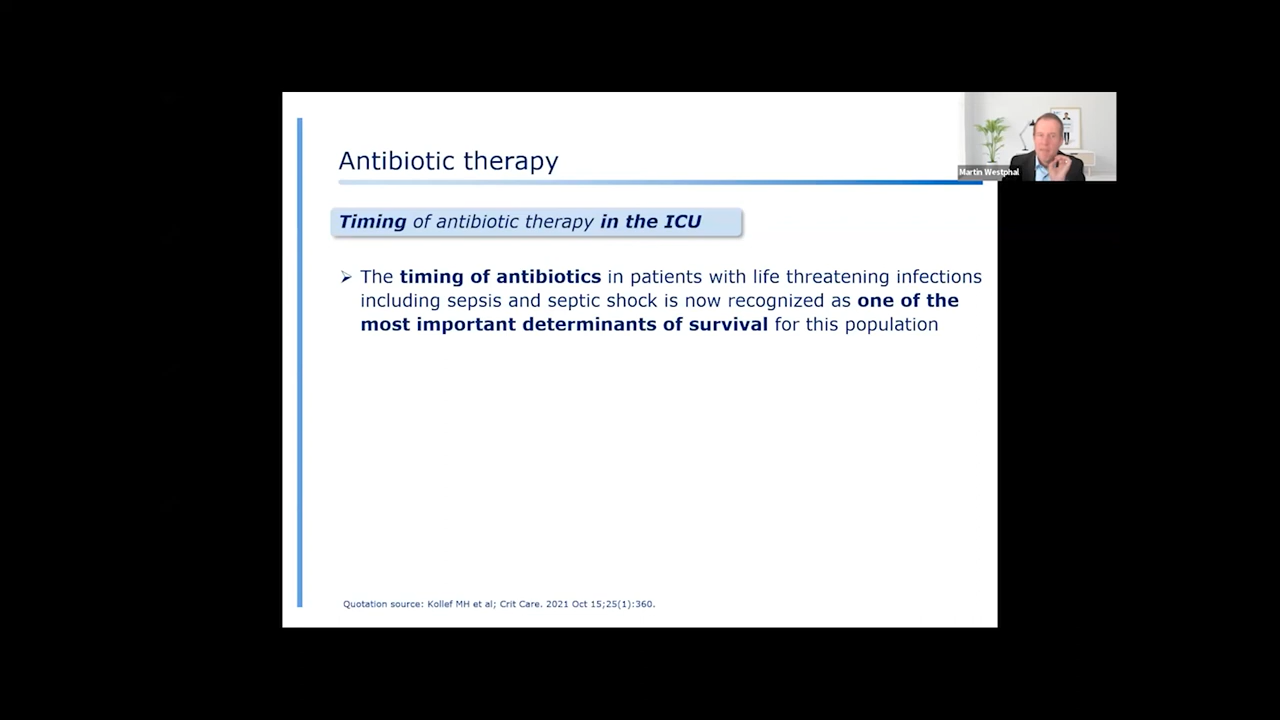 Antibiotic therapy
Martin Westphal
Timing of antibiotic therapy in the ICU
➢ The timing of antibiotics in patients with life threatening infections
including sepsis and septic shock is now recognized as one of the
most important determinants of survival for this population
Quotation source: Kollef MH et al; Crit Care. 2021 Oct 15;25(1):360.